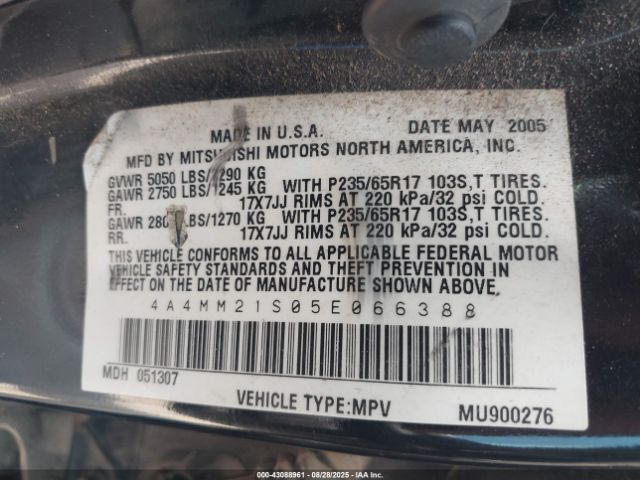 MADE IN U.S.A. DATE MAY 2005
MFD BY MITSUBISHI MOTORS NORTH AMERICA, INC.
GVWR 5050 LBS/2290 KG
GAWR 2750 LBS/1245 KG WITH P235/65R17 103S,T TIRES.
FR. 17X7JJ RIMS AT 220 kPa/32 psi COLD.
GAWR 280 LBS/1270 KG WITH P235/65R17 103S,T TIRES.
RR. 17X7JJ RIMS AT 220 kPa/32 psi COLD.
THIS VEHICLE CONFORMS TO ALL APPLICABLE FEDERAL MOTOR
VEHICLE SAFETY STANDARDS AND THEFT PREVENTION IN
EFFECT ON THE DATE OF MANUFACTURE SHOWN ABOVE.
4A4MM21S05E066388
MDH 051307
VEHICLE TYPE:MPV MU900276
000-43088961 - 08/28/2025 - IAA Inc.